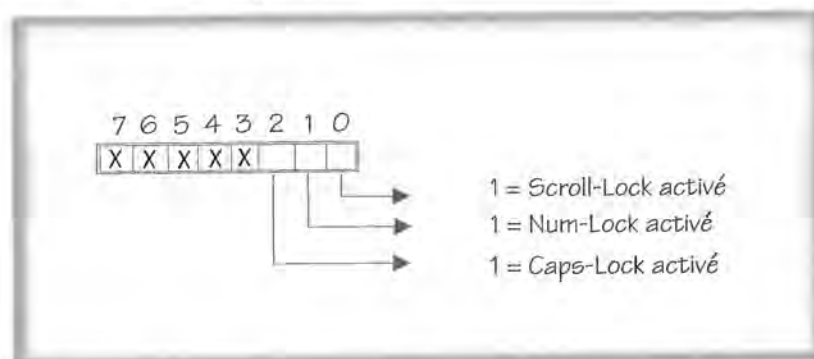 7 6 5 4 3 2 1 0
X X X X X
1 = Scroll-Lock activé
1 = Num-Lock activé
1 = Caps-Lock activé